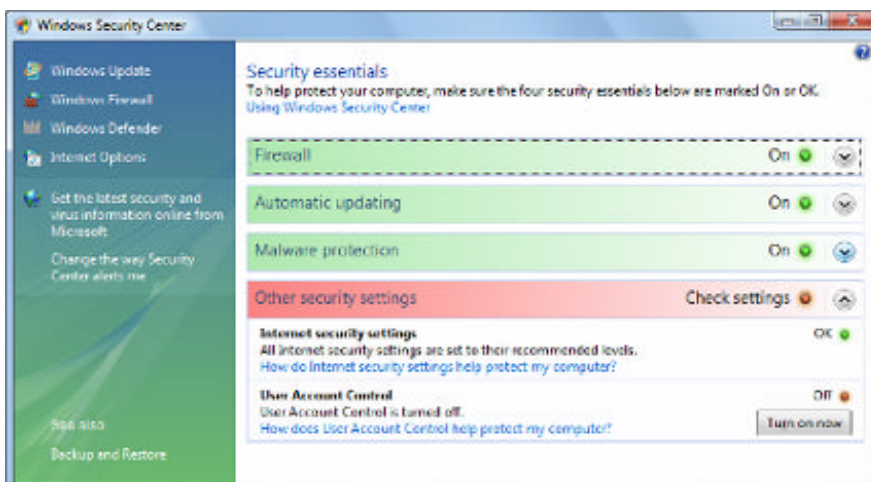 Windows Security Center
Windows Update
Windows Firewall
Windows Defender
Internet Options
Get the latest security and
virus information online from
Microsoft
Change the way Security
Center alerts me
See also
Backup and Restore
Security essentials
To help protect your computer, make sure the four security essentials below are marked On or OK.
Using Windows Security Center
Firewall On
Automatic updating On
Malware protection On
Other security settings Check settings
Internet security settings OK
All Internet security settings are set to their recommended levels.
How do Internet security settings help protect my computer?
User Account Control Off
User Account Control is turned off.
How does User Account Control help protect my computer?
Turn on now